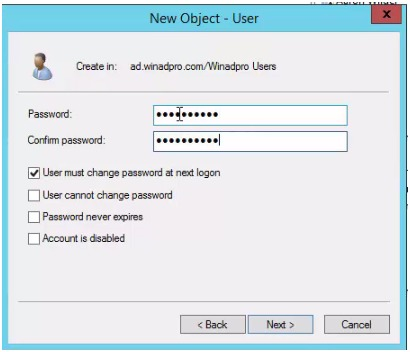 New Object - User
x
Create in: ad.winadpro.com/Winadpro Users
Password: ••••••••••
Confirm password: ••••••••••
User must change password at next logon
User cannot change password
Password never expires
Account is disabled
< Back Next > Cancel